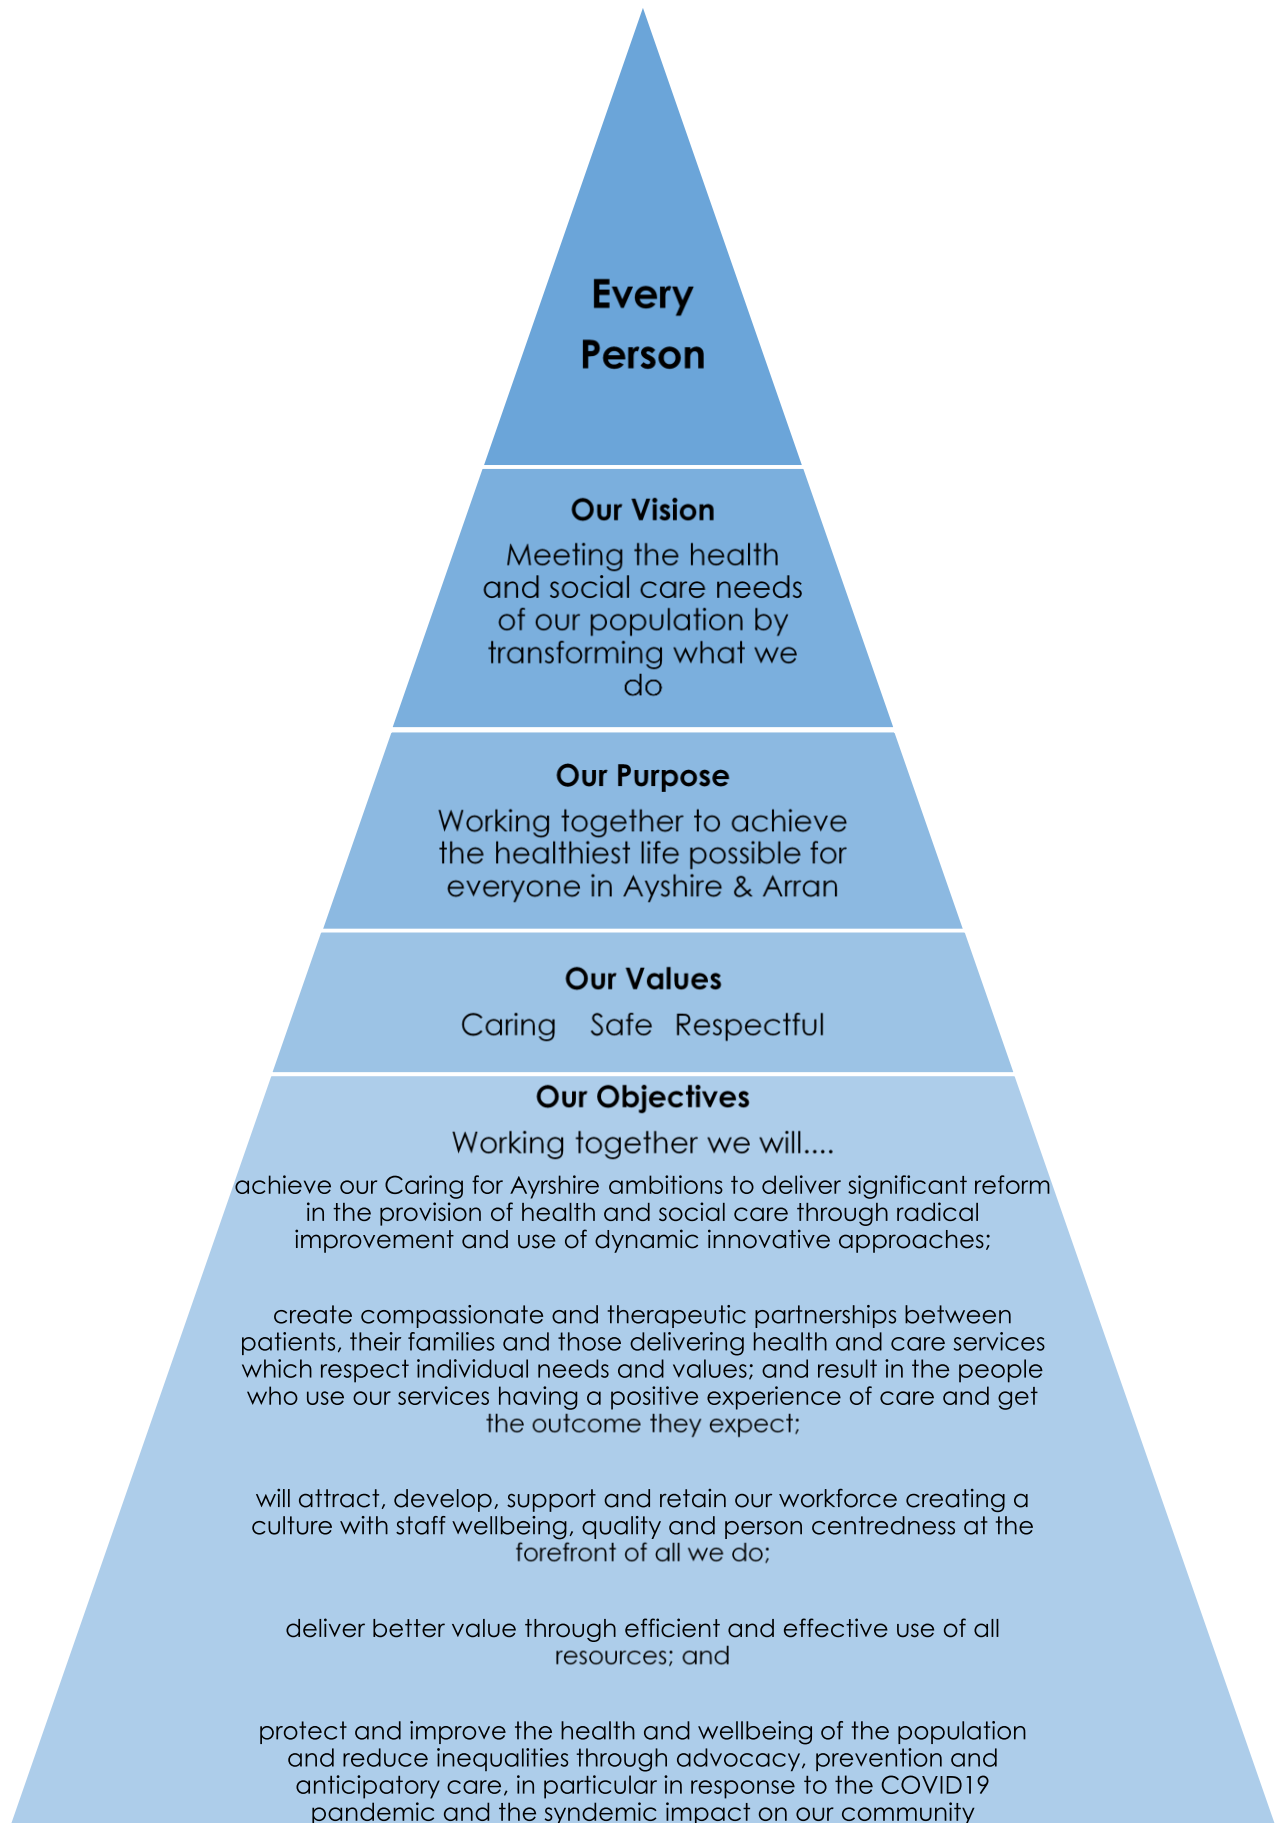 Every
Person
Our Vision
Meeting the health
and social care needs
of our population by
transforming what we
do
Our Purpose
Working together to achieve
the healthiest life possible for
everyone in Ayshire & Arran
Our Values
Caring Safe Respectful
Our Objectives
Working together we will....
achieve our Caring for Ayrshire ambitions to deliver significant reform
in the provision of health and social care through radical
improvement and use of dynamic innovative approaches;
create compassionate and therapeutic partnerships between
patients, their families and those delivering health and care services
which respect individual needs and values; and result in the people
who use our services having a positive experience of care and get
the outcome they expect;
will attract, develop, support and retain our workforce creating a
culture with staff wellbeing, quality and person centredness at the
forefront of all we do;
deliver better value through efficient and effective use of all
resources; and
protect and improve the health and wellbeing of the population
and reduce inequalities through advocacy, prevention and
anticipatory care, in particular in response to the COVID19
pandemic and the syndemic impact on our community